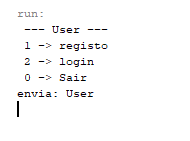 run:
--- User ---
1 -> registo
2 -> login
0 -> Sair
envia: User